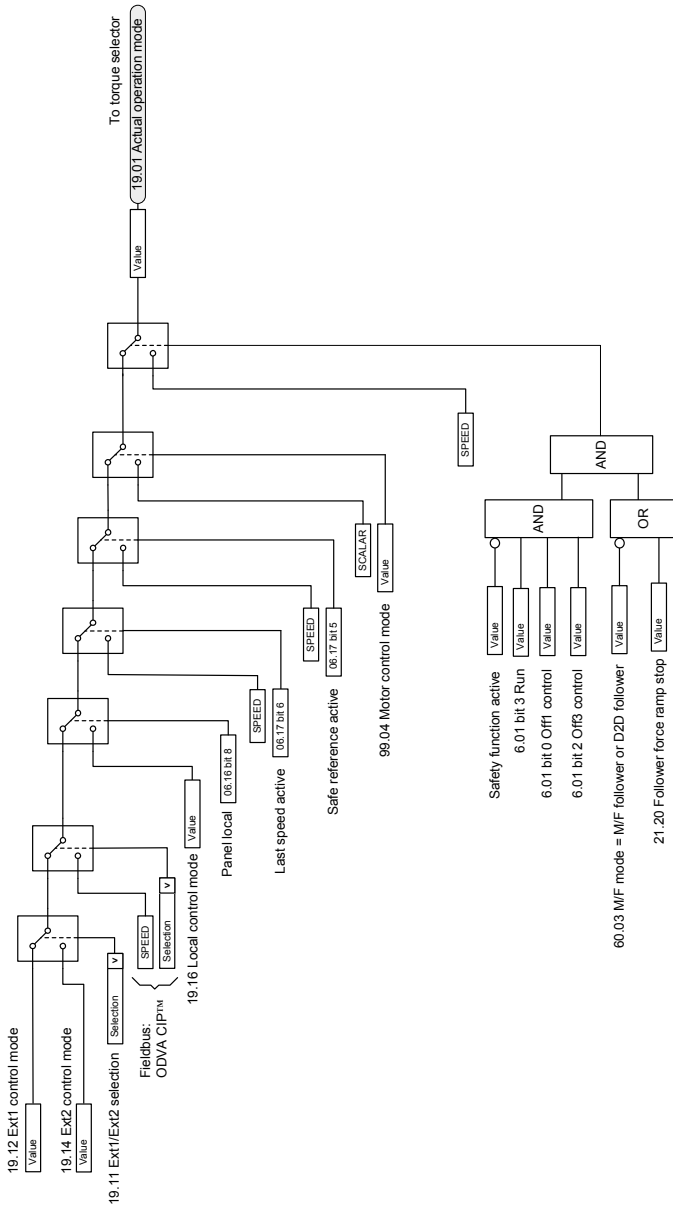 19.12 Ext1 control mode
Value
19.14 Ext2 control mode
Value
19.11 Ext1/Ext2 selection
Selection
v
Fieldbus:
ODVA CIP™
SPEED
Selection
v
19.16 Local control mode
Value
Panel local
06.16 bit 8
SPEED
Last speed active
06.17 bit 6
SPEED
Safe reference active
06.17 bit 5
SCALAR
99.04 Motor control mode
Value
SPEED
Value
To torque selector
19.01 Actual operation mode
Safety function active
Value
6.01 bit 3 Run
Value
6.01 bit 0 Off1 control
Value
6.01 bit 2 Off3 control
Value
AND
60.03 M/F mode = M/F follower or D2D follower
Value
21.20 Follower force ramp stop
Value
OR
AND